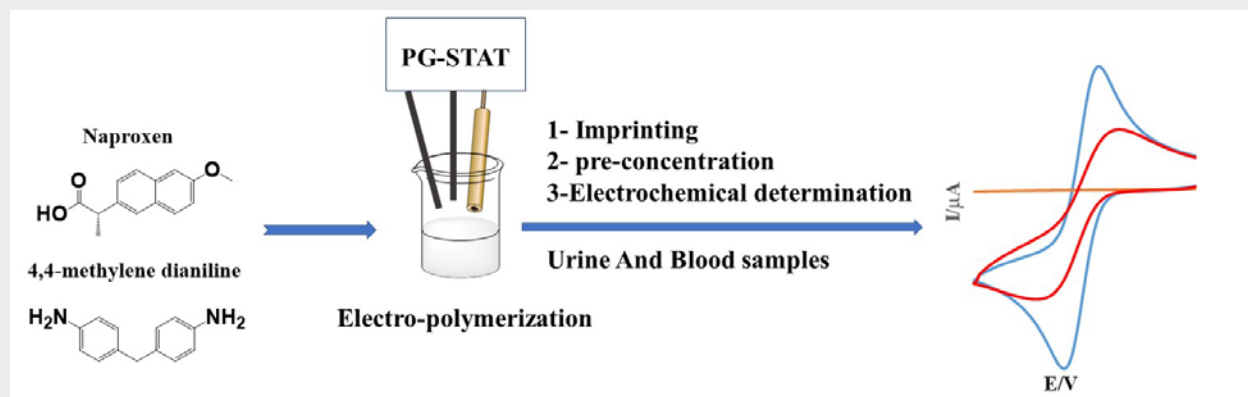 Naproxen
O
O
HO
4,4-methylene dianiline
H₂N
NH₂
PG-STAT
Electro-polymerization
1- Imprinting
2- pre-concentration
3-Electrochemical determination
Urine And Blood samples
I/µA
E/V